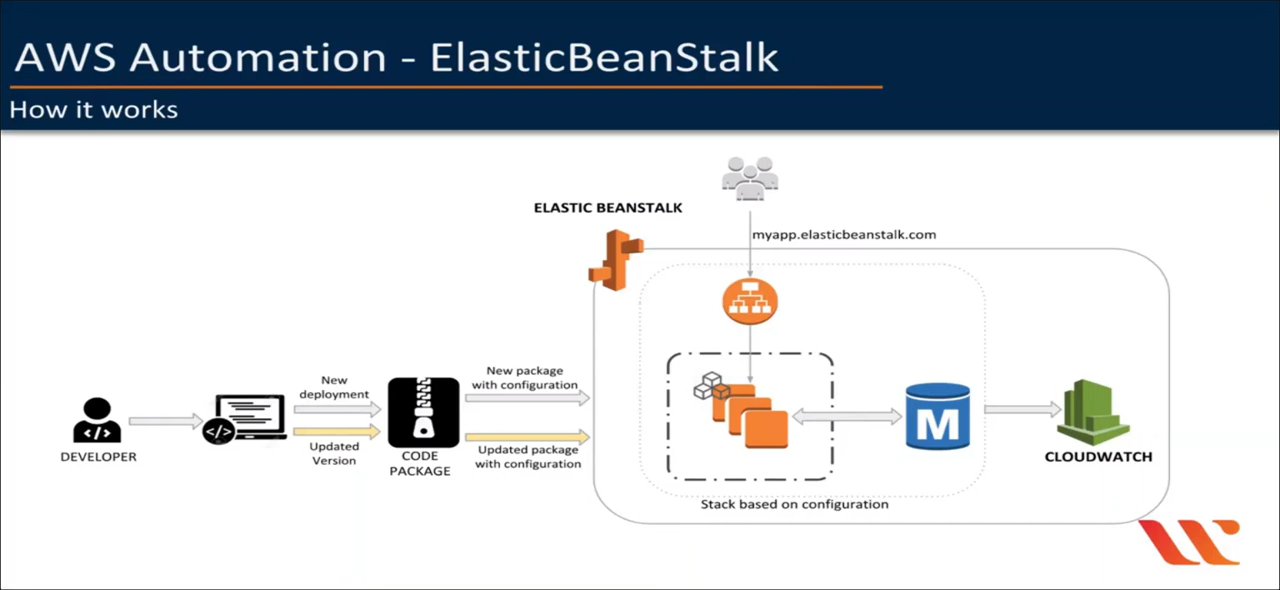 AWS Automation - ElasticBeanStalk
How it works
ELASTIC BEANSTALK
myapp.elasticbeanstalk.com
New
deployment
Updated
Version
New package
with configuration
Updated package
with configuration
</>
DEVELOPER
</>
CODE
PACKAGE
M
CLOUDWATCH
Stack based on configuration